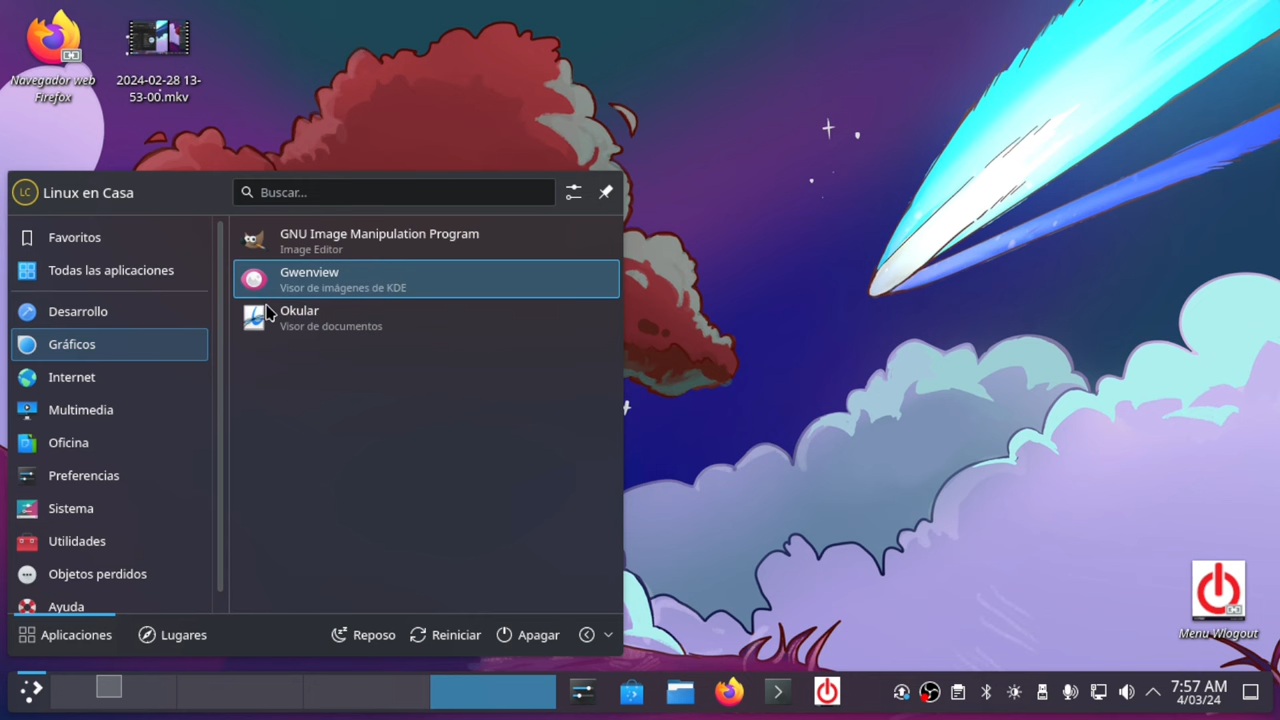 Navegador web
Firefox
2024-02-28 13-
53-00.mkv
LC
Linux en Casa
Buscar...
Favoritos
Todas las aplicaciones
Desarrollo
Gráficos
Internet
Multimedia
Oficina
Preferencias
Sistema
Utilidades
Objetos perdidos
Ayuda
GNU Image Manipulation Program
Image Editor
Gwenview
Visor de imágenes de KDE
Okular
Visor de documentos
Aplicaciones
Lugares
Reposo
Reiniciar
Apagar
Menu Wlogout
7:57 AM
4/03/24